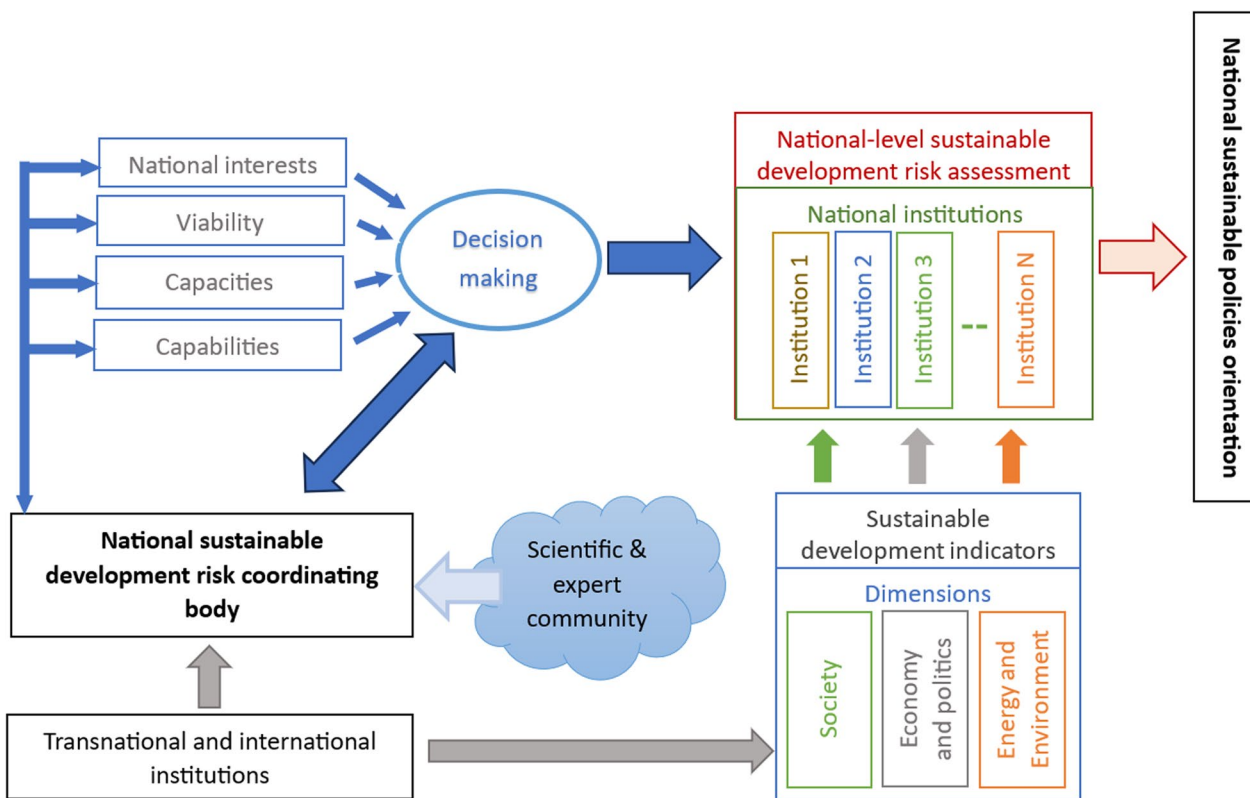 National interests
Viability
Capacities
Capabilities
Decision
making
National-level sustainable
development risk assessment
National institutions
Institution 1
Institution 2
Institution 3
--
Institution N
National sustainable policies orientation
National sustainable
development risk coordinating
body
Scientific &
expert
community
Sustainable
development indicators
Dimensions
Society
Economy
and politics
Energy and
Environment
Transnational and international
institutions